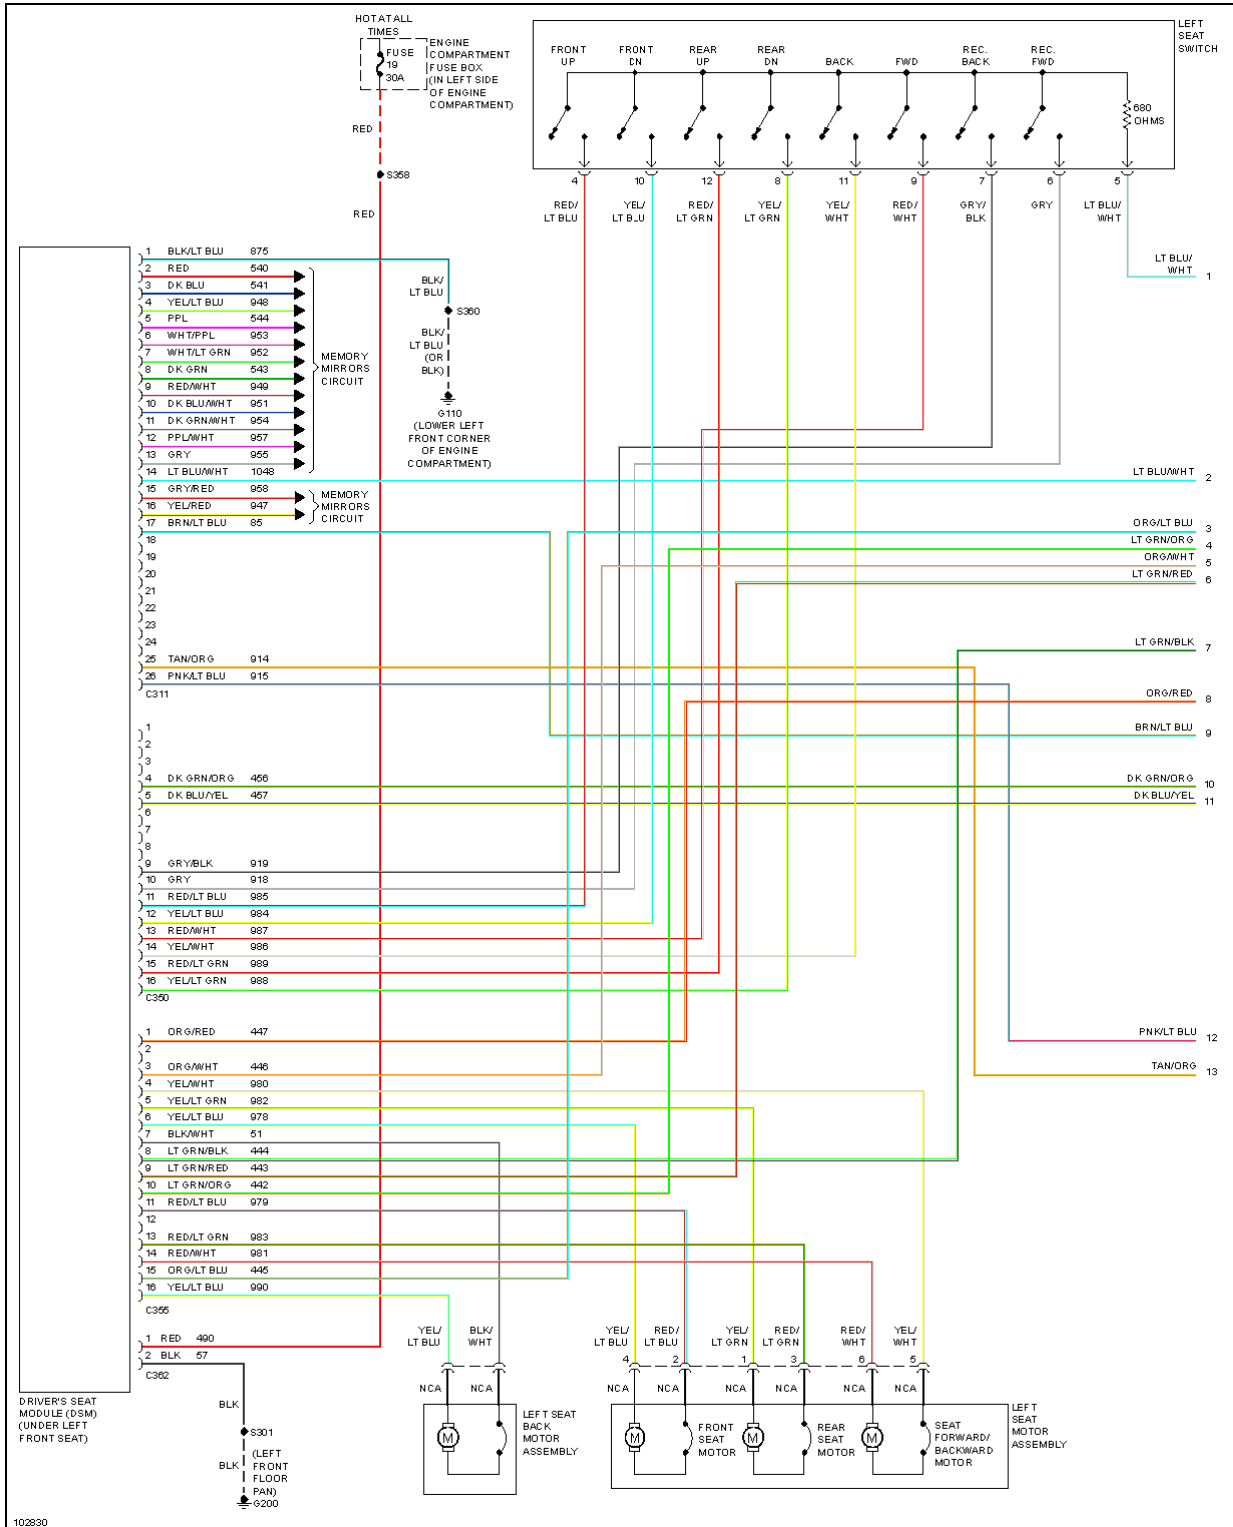 HOT AT ALL
TIMES
FUSE
19
30A
ENGINE
COMPARTMENT
FUSE BOX
(IN LEFT SIDE
OF ENGINE
COMPARTMENT)
RED
S358
RED
LEFT
SEAT
SWITCH
FRONT
UP
FRONT
DN
REAR
UP
REAR
DN
BACK
FWD
REC.
BACK
REC.
FWD
680
OHMS
4 10 12 8 11 9 7 6 5
RED/
LT BLU
YEL/
LT BLU
RED/
LT GRN
YEL/
LT GRN
YEL/
WHT
RED/
WHT
GRY/
BLK
GRY
LT BLU/
WHT
LT BLU/
WHT 1
1 BLK/LT BLU 875
2 RED 540
3 DK BLU 541
4 YEL/LT BLU 948
5 PPL 544
6 WHT/PPL 953
7 WHT/LT GRN 952
8 DK GRN 543
9 RED/WHT 949
10 DK BLU/WHT 951
11 DK GRN/WHT 954
12 PPL/WHT 957
13 GRY 955
14 LT BLU/WHT 1048
15 GRY/RED 958
16 YEL/RED 947
17 BRN/LT BLU 85
18
19
20
21
22
23
24
25 TAN/ORG 914
26 PNK/LT BLU 915
C311
MEMORY
MIRRORS
CIRCUIT
MEMORY
MIRRORS
CIRCUIT
BLK/
LT BLU
S360
BLK/
LT BLU
(OR
BLK)
G110
(LOWER LEFT
FRONT CORNER
OF ENGINE
COMPARTMENT)
LT BLU/WHT 2
ORG/LT BLU 3
LT GRN/ORG 4
ORG/WHT 5
LT GRN/RED 6
LT GRN/BLK 7
ORG/RED 8
BRN/LT BLU 9
DK GRN/ORG 10
DK BLU/YEL 11
PNK/LT BLU 12
TAN/ORG 13
1
2
3
4 DK GRN/ORG 456
5 DK BLU/YEL 457
6
7
8
9 GRY/BLK 919
10 GRY 918
11 RED/LT BLU 985
12 YEL/LT BLU 984
13 RED/WHT 987
14 YEL/WHT 986
15 RED/LT GRN 989
16 YEL/LT GRN 988
C350
1 ORG/RED 447
2
3 ORG/WHT 446
4 YEL/WHT 980
5 YEL/LT GRN 982
6 YEL/LT BLU 978
7 BLK/WHT 51
8 LT GRN/BLK 444
9 LT GRN/RED 443
10 LT GRN/ORG 442
11 RED/LT BLU 979
12
13 RED/LT GRN 983
14 RED/WHT 981
15 ORG/LT BLU 445
16 YEL/LT BLU 990
C355
1 RED 490
2 BLK 57
C362
DRIVER'S SEAT
MODULE (DSM)
(UNDER LEFT
FRONT SEAT)
BLK
S301
BLK
(LEFT
FRONT
FLOOR
PAN)
G200
YEL/
LT BLU
BLK/
WHT
NCA NCA
M
LEFT SEAT
BACK
MOTOR
ASSEMBLY
YEL/
LT BLU
RED/
LT BLU
YEL/
LT GRN
RED/
LT GRN
RED/
WHT
YEL/
WHT
4 2 1 3 6 5
NCA NCA NCA NCA NCA NCA
M
FRONT
SEAT
MOTOR
M
REAR
SEAT
MOTOR
M
SEAT
FORWARD/
BACKWARD
MOTOR
LEFT
SEAT
MOTOR
ASSEMBLY
102830